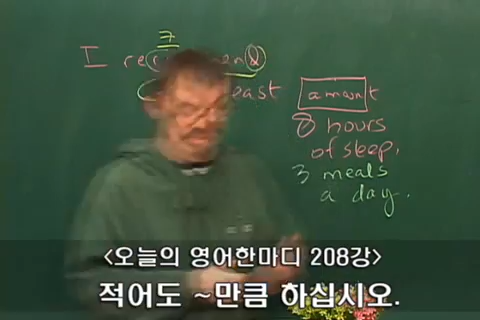 7
I
amount
8 hours
of sleep.
3 meals
a day.
<오늘의 영어한마디 208강>
적어도 ~만큼 하십시오.